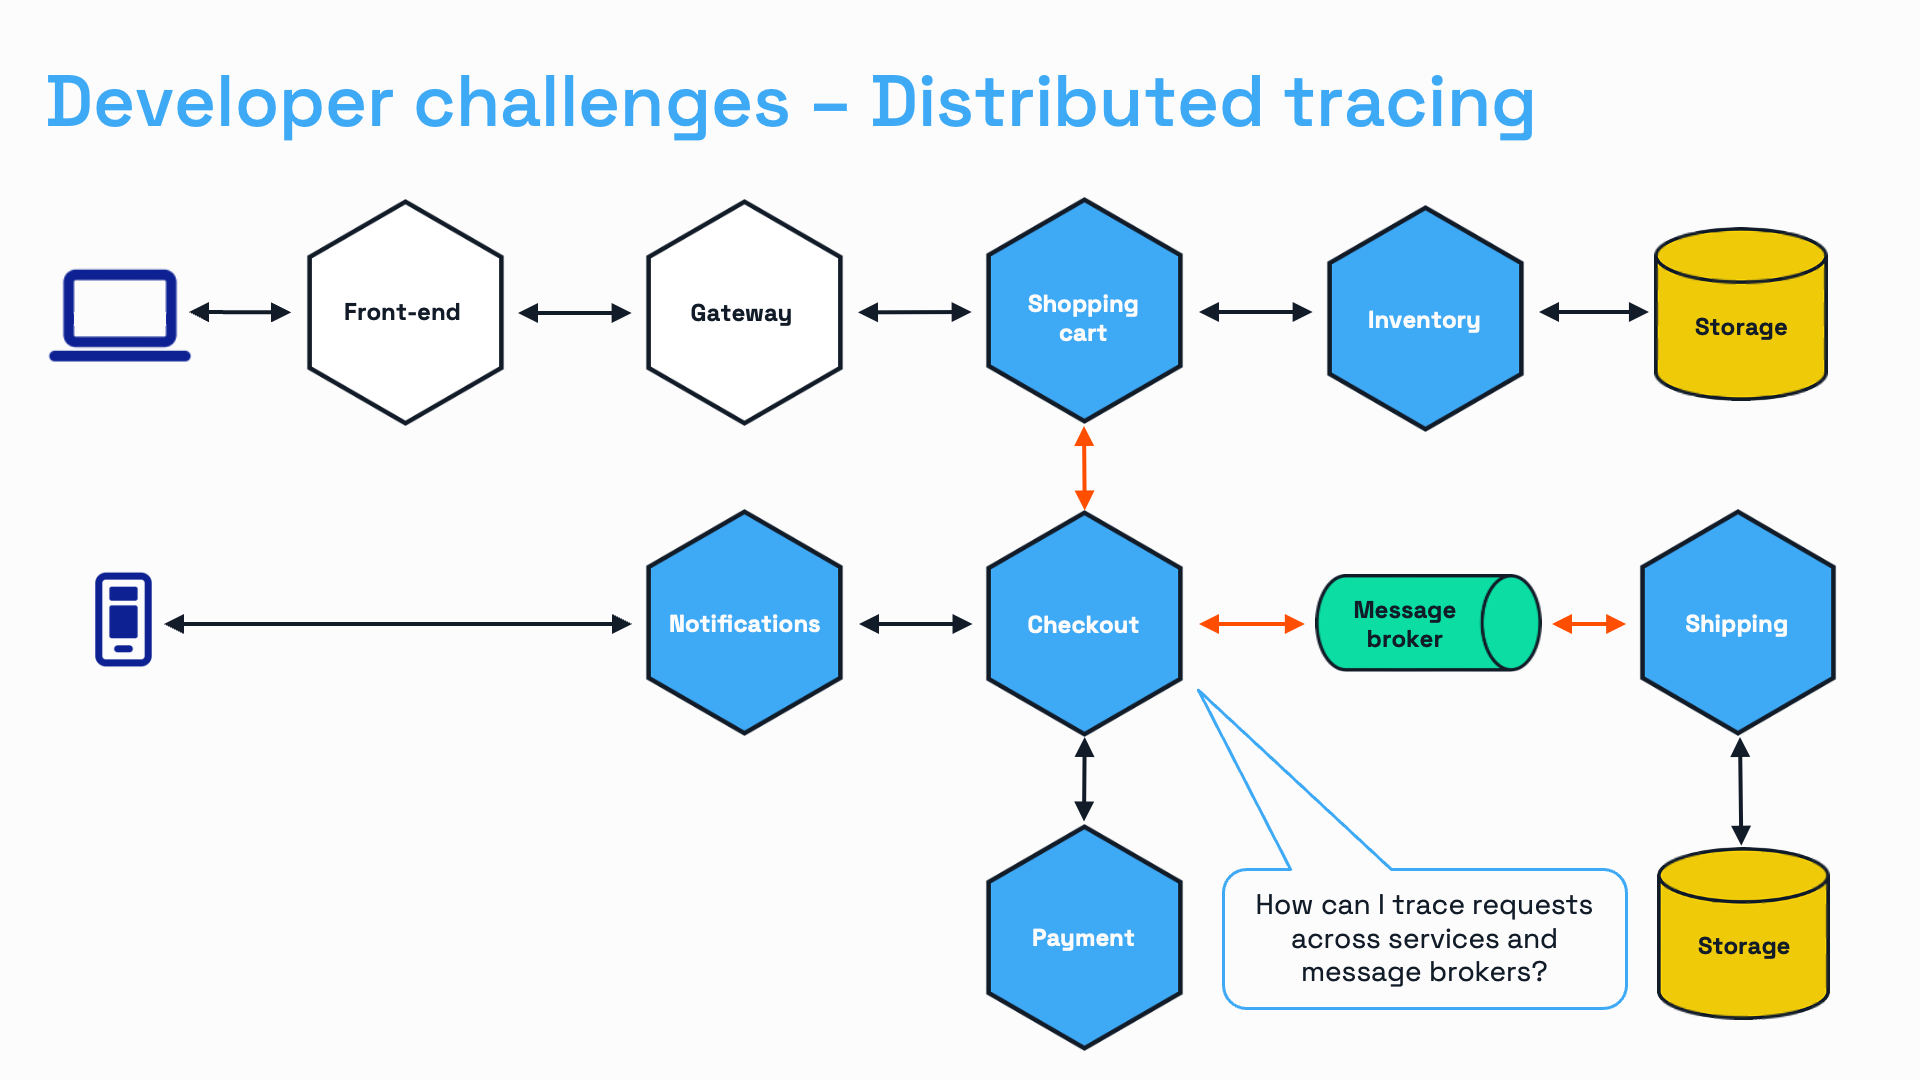 Developer challenges – Distributed tracing
Front-end
Gateway
Shopping
cart
Inventory
Storage
Notifications
Checkout
Message
broker
Shipping
Payment
How can I trace requests
across services and
message brokers?
Storage